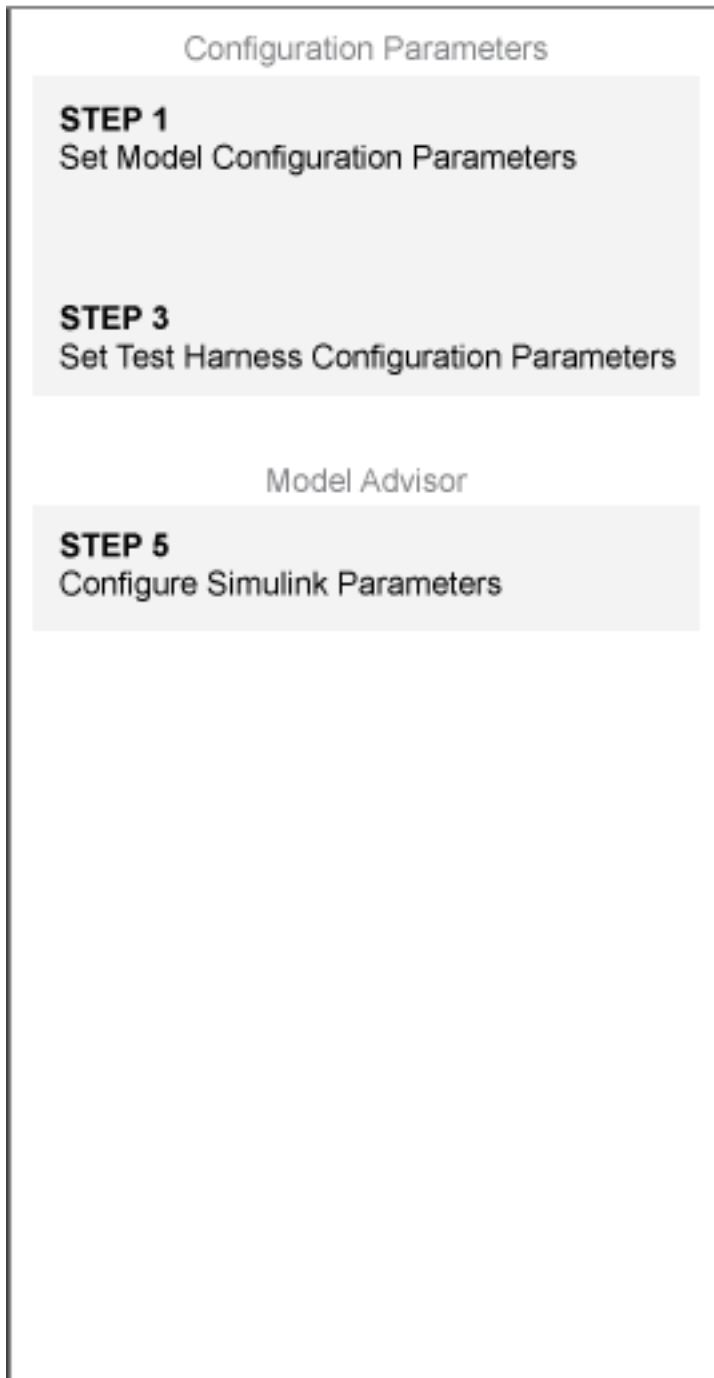 Configuration Parameters
STEP 1
Set Model Configuration Parameters
STEP 3
Set Test Harness Configuration Parameters
Model Advisor
STEP 5
Configure Simulink Parameters